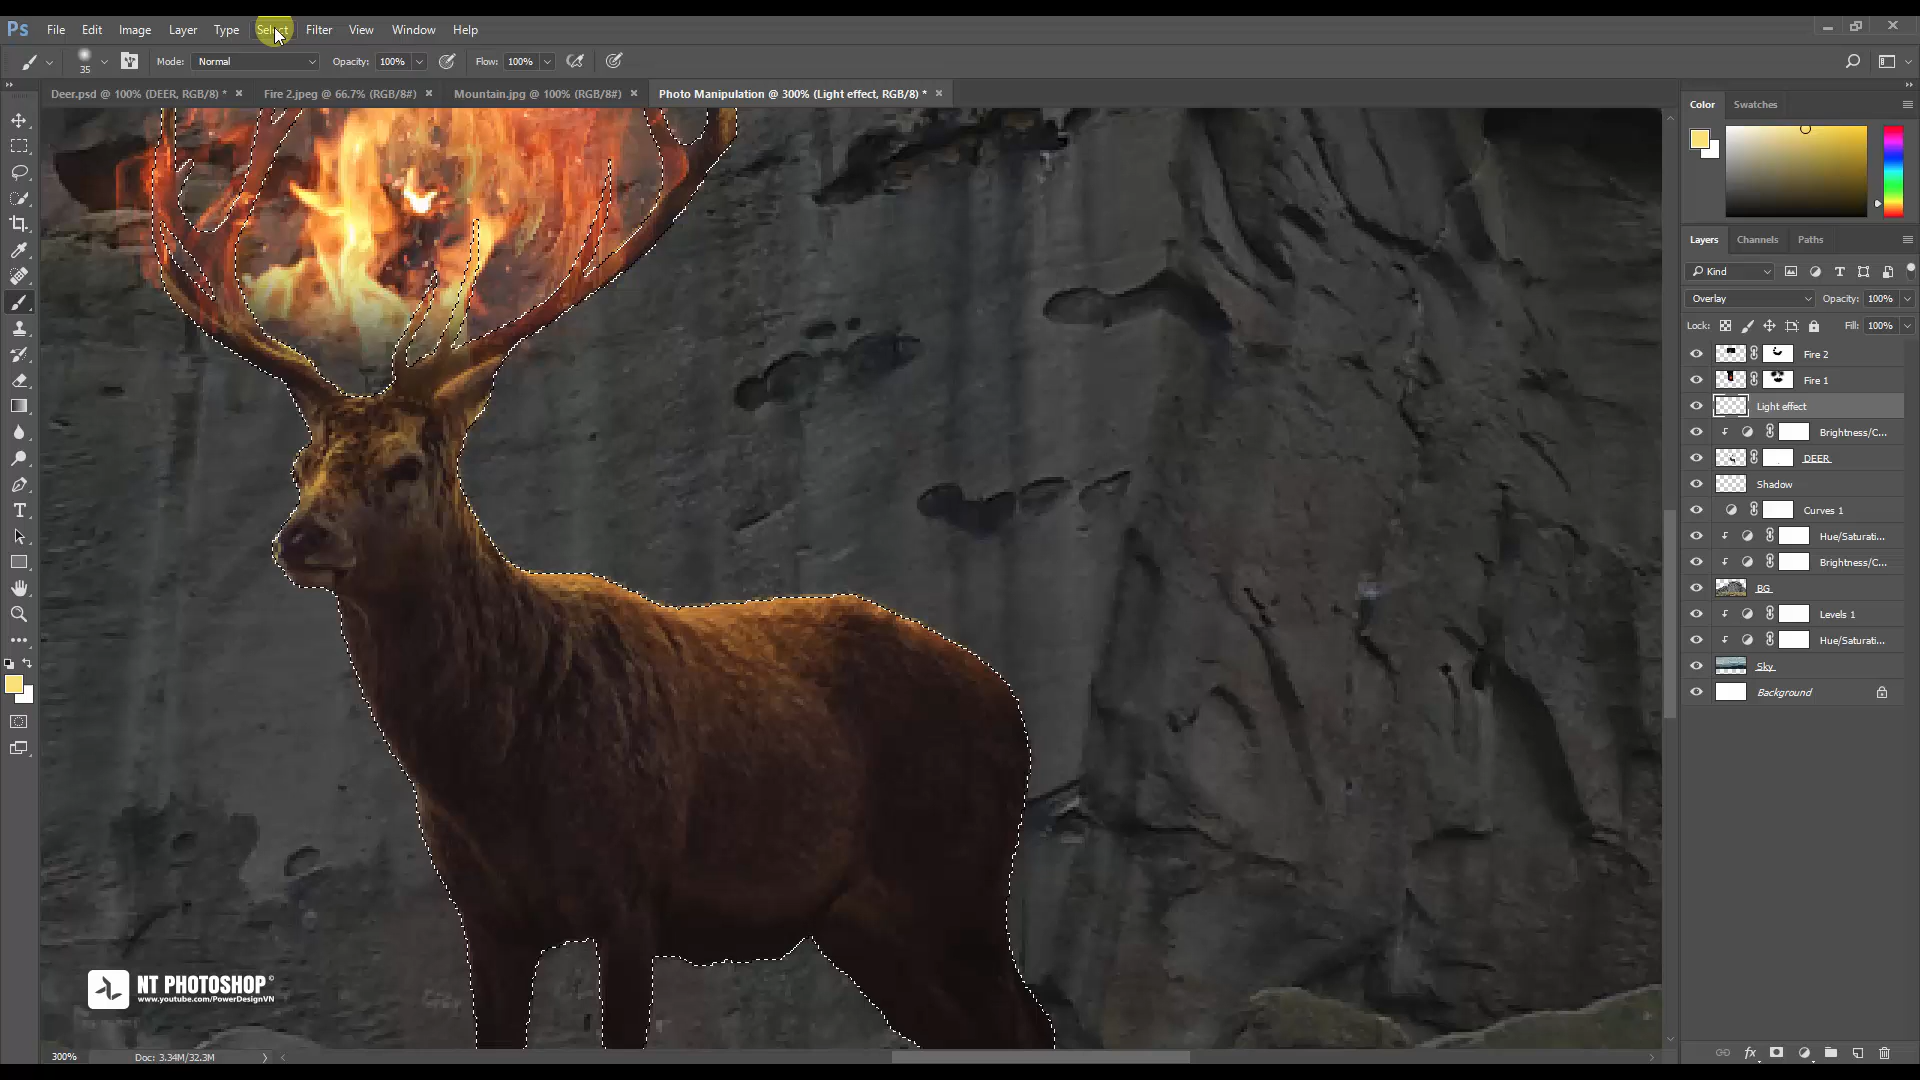 Ps File Edit Image Layer Type Select Filter View Window Help
35 Mode: Normal Opacity: 100% Flow: 100%
Deer.psd @ 100% (DEER, RGB/8) * × Fire 2.jpeg @ 66.7% (RGB/8#) × Mountain.jpg @ 100% (RGB/8#) × Photo Manipulation @ 300% (Light effect, RGB/8) * ×
Color Swatches
Layers Channels Paths
Kind
Overlay Opacity: 100%
Lock: Fill: 100%
Fire 2
Fire 1
Light effect
Brightness/C...
DEER
Shadow
Curves 1
Hue/Saturati...
Brightness/C...
BG
Levels 1
Hue/Saturati...
Sky
Background
NT PHOTOSHOP©
www.youtube.com/PowerDesignVN
300% Doc: 3.34M/32.3M